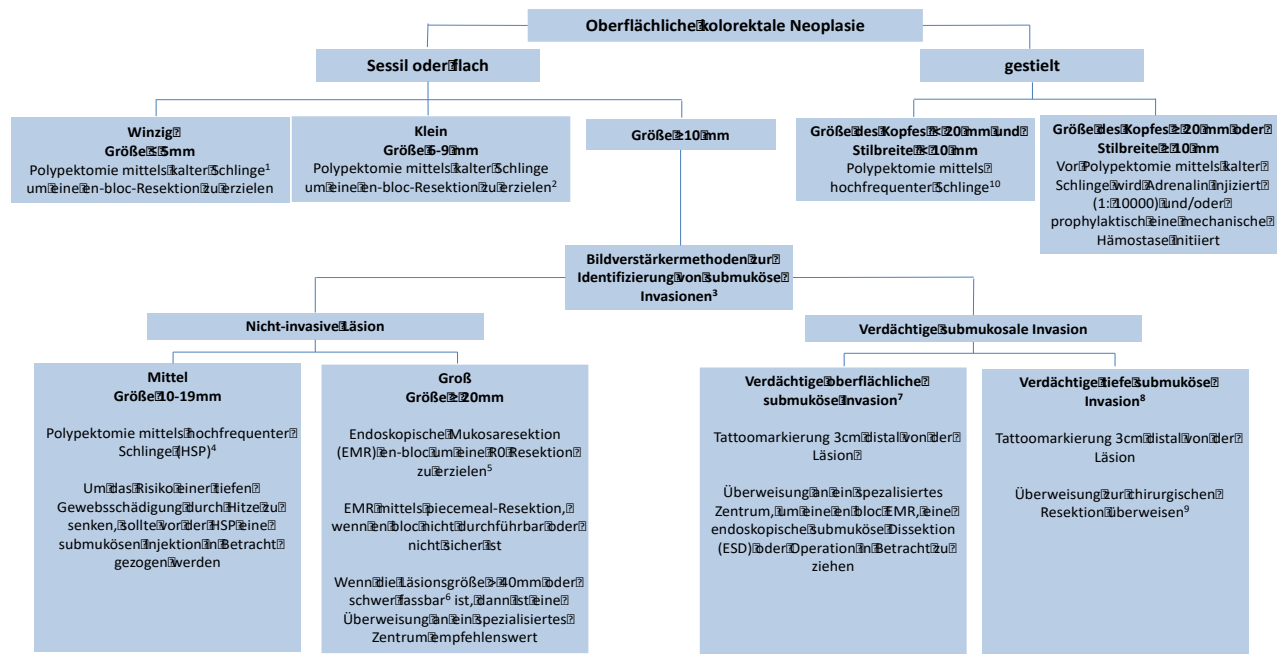 Oberflächliche kolorektale Neoplasie
Sessil oder flach
gestielt
Winzig
Größe ≤ 5mm
Polypektomie mittels kalter Schlinge¹
um eine en-bloc-Resektion zu erzielen
Klein
Größe 6-9 mm
Polypektomie mittels kalter Schlinge
um eine en-bloc-Resektion zu erzielen²
Größe ≥10 mm
Größe des Kopfes < 20 mm und
Stilbreite < 10mm
Polypektomie mittels
hochfrequenter Schlinge¹⁰
Größe des Kopfes ≥ 20 mm oder
Stilbreite ≥ 10mm
Vor Polypektomie mittels kalter
Schlinge wird Adrenalin injiziert
(1: 10000) und/oder
prophylaktisch eine mechanische
Hämostase initiiert
Bildverstärkermethoden zur
Identifizierung von submuköse
Invasionen³
Nicht-invasive Läsion
Verdächtige submukosale Invasion
Mittel
Größe 10-19mm
Polypektomie mittels hochfrequenter
Schlinge (HSP)⁴
Um das Risiko einer tiefen
Gewebsschädigung durch Hitze zu
senken, sollte vor der HSP eine
submukösen Injektion in Betracht
gezogen werden
Groß
Größe ≥ 20mm
Endoskopische Mukosaresektion
(EMR) en-bloc um eine R0 Resektion
zu erzielen⁵
EMR mittels piecemeal-Resektion,
wenn en bloc nicht durchführbar oder
nicht sicher ist
Wenn die Läsionsgröße > 40mm oder
schwer fassbar⁶ ist, dann ist eine
Überweisung an ein spezialisiertes
Zentrum empfehlenswert
Verdächtige oberflächliche
submuköse Invasion⁷
Tattoomarkierung 3cm distal von der
Läsion
Überweisung an ein spezalisiertes
Zentrum, um eine en bloc EMR, eine
endoskopische submuköse Dissektion
(ESD) oder Operation in Betracht zu
ziehen
Verdächtige tiefe submuköse
Invasion⁸
Tattoomarkierung 3cm distal von der
Läsion
Überweisung zur chirurgischen
Resektion überweisen⁹